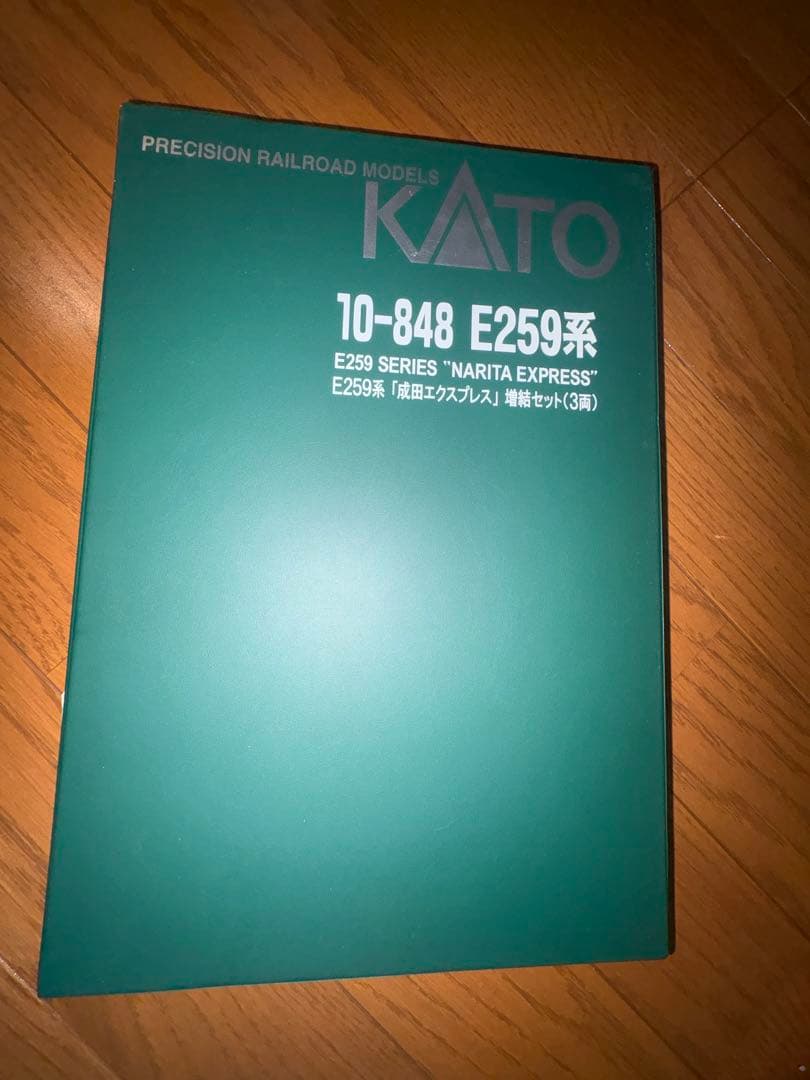 PRECISION RAILROAD MODELS
KATO
10-848 E259系
E259 SERIES "NARITA EXPRESS"
E259系「成田エクスプレス」増結セット(3両)